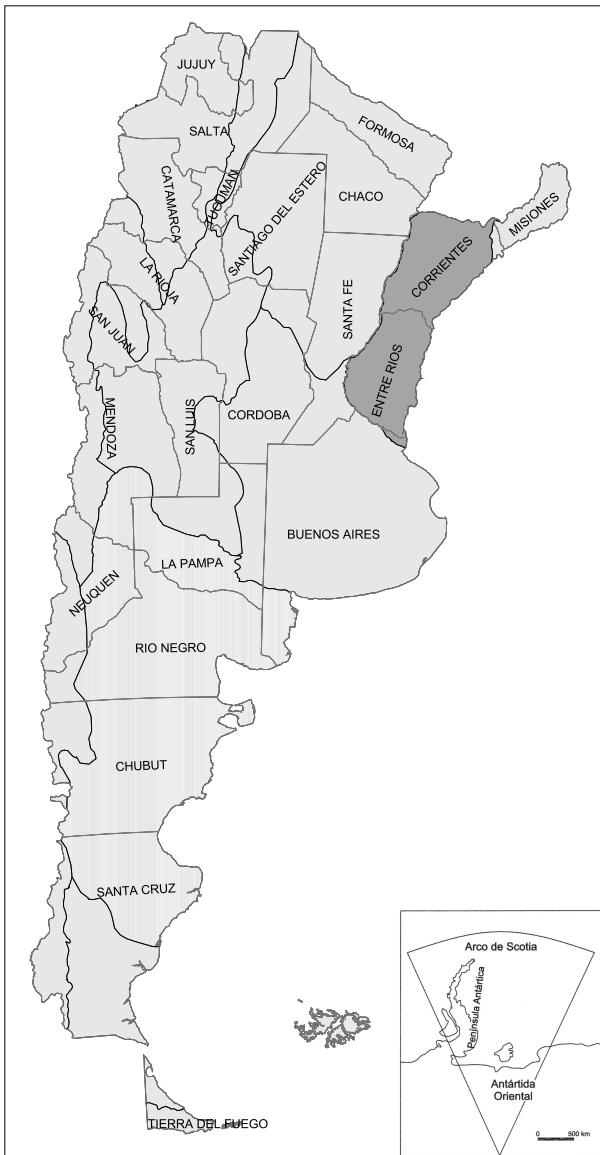 JUJUY
FORMOSA
SALTA
CATAMARCA
TUCUMAN
SANTIAGO DEL ESTERO
CHACO
MISIONES
CORRIENTES
LA RIOJA
SANTA FE
SAN JUAN
ENTRE RIOS
MENDOZA
SAN LUIS
CORDOBA
BUENOS AIRES
LA PAMPA
NEUQUEN
RIO NEGRO
CHUBUT
SANTA CRUZ
TIERRA DEL FUEGO
Arco de Scotia
Península Antártica
Antártida
Oriental
0 500 km